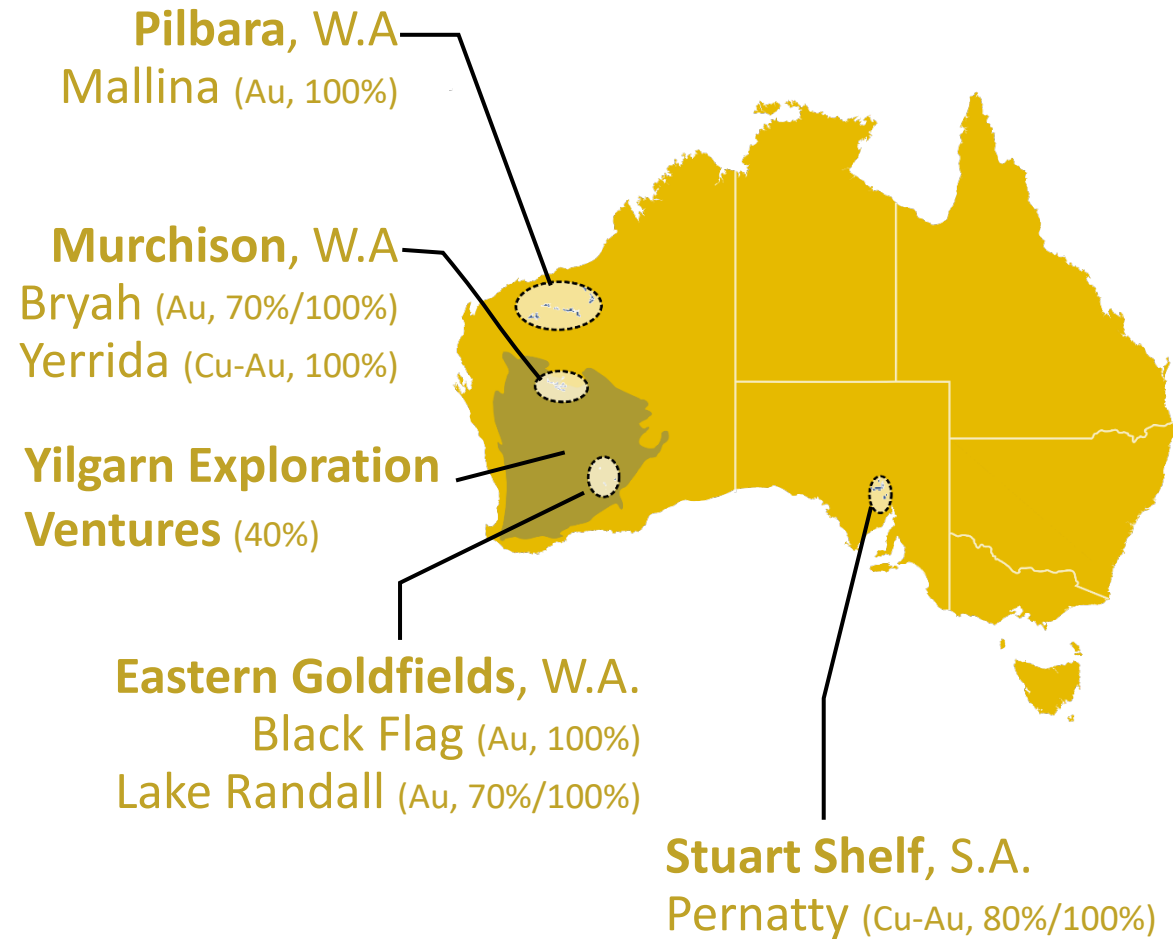 Pilbara, W.A
Mallina (Au, 100%)
Murchison, W.A
Bryah (Au, 70%/100%)
Yerrida (Cu-Au, 100%)
Yilgarn Exploration
Ventures (40%)
Eastern Goldfields, W.A.
Black Flag (Au, 100%)
Lake Randall (Au, 70%/100%)
Stuart Shelf, S.A.
Pernatty (Cu-Au, 80%/100%)